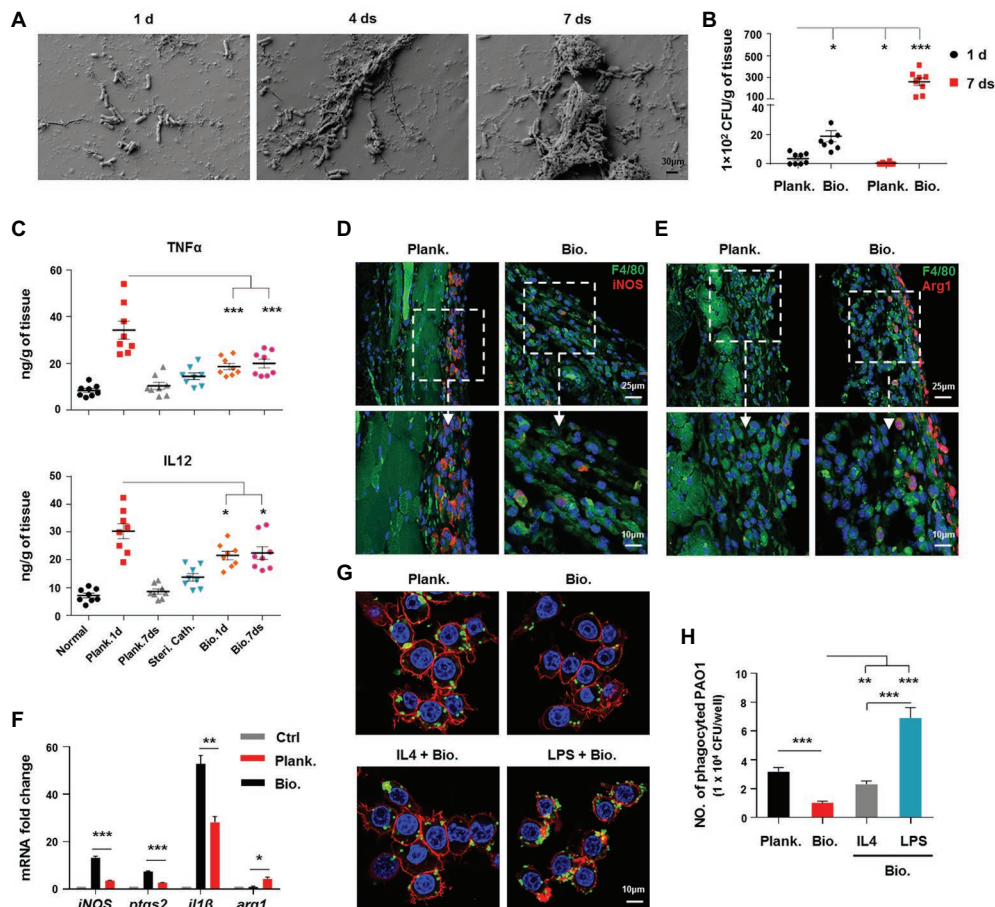 A
1 d
4 ds
7 ds
30μm
B
1×10² CFU/g of tissue
700
500
300
100
40
20
0
* * ***
1 d
7 ds
Plank. Bio. Plank. Bio.
C
TNFα
ng/g of tissue
60
40
20
0
*** ***
IL12
ng/g of tissue
50
40
30
20
10
0
* *
Normal
Plank.1d
Plank.7ds
Steri. Cath.
Bio.1d
Bio.7ds
D
Plank. Bio.
F4/80
iNOS
25μm
10μm
E
Plank. Bio.
F4/80
Arg1
25μm
10μm
F
mRNA fold change
60
40
20
0
Ctrl
Plank.
Bio.
*** *** ** *
iNOS ptgs2 il1β arg1
G
Plank. Bio.
IL4 + Bio. LPS + Bio.
10μm
H
NO. of phagocyted PAO1
(1 x 10⁴ CFU/well)
10
8
6
4
2
0
** ***
***
***
Plank. Bio. IL4 LPS
Bio.